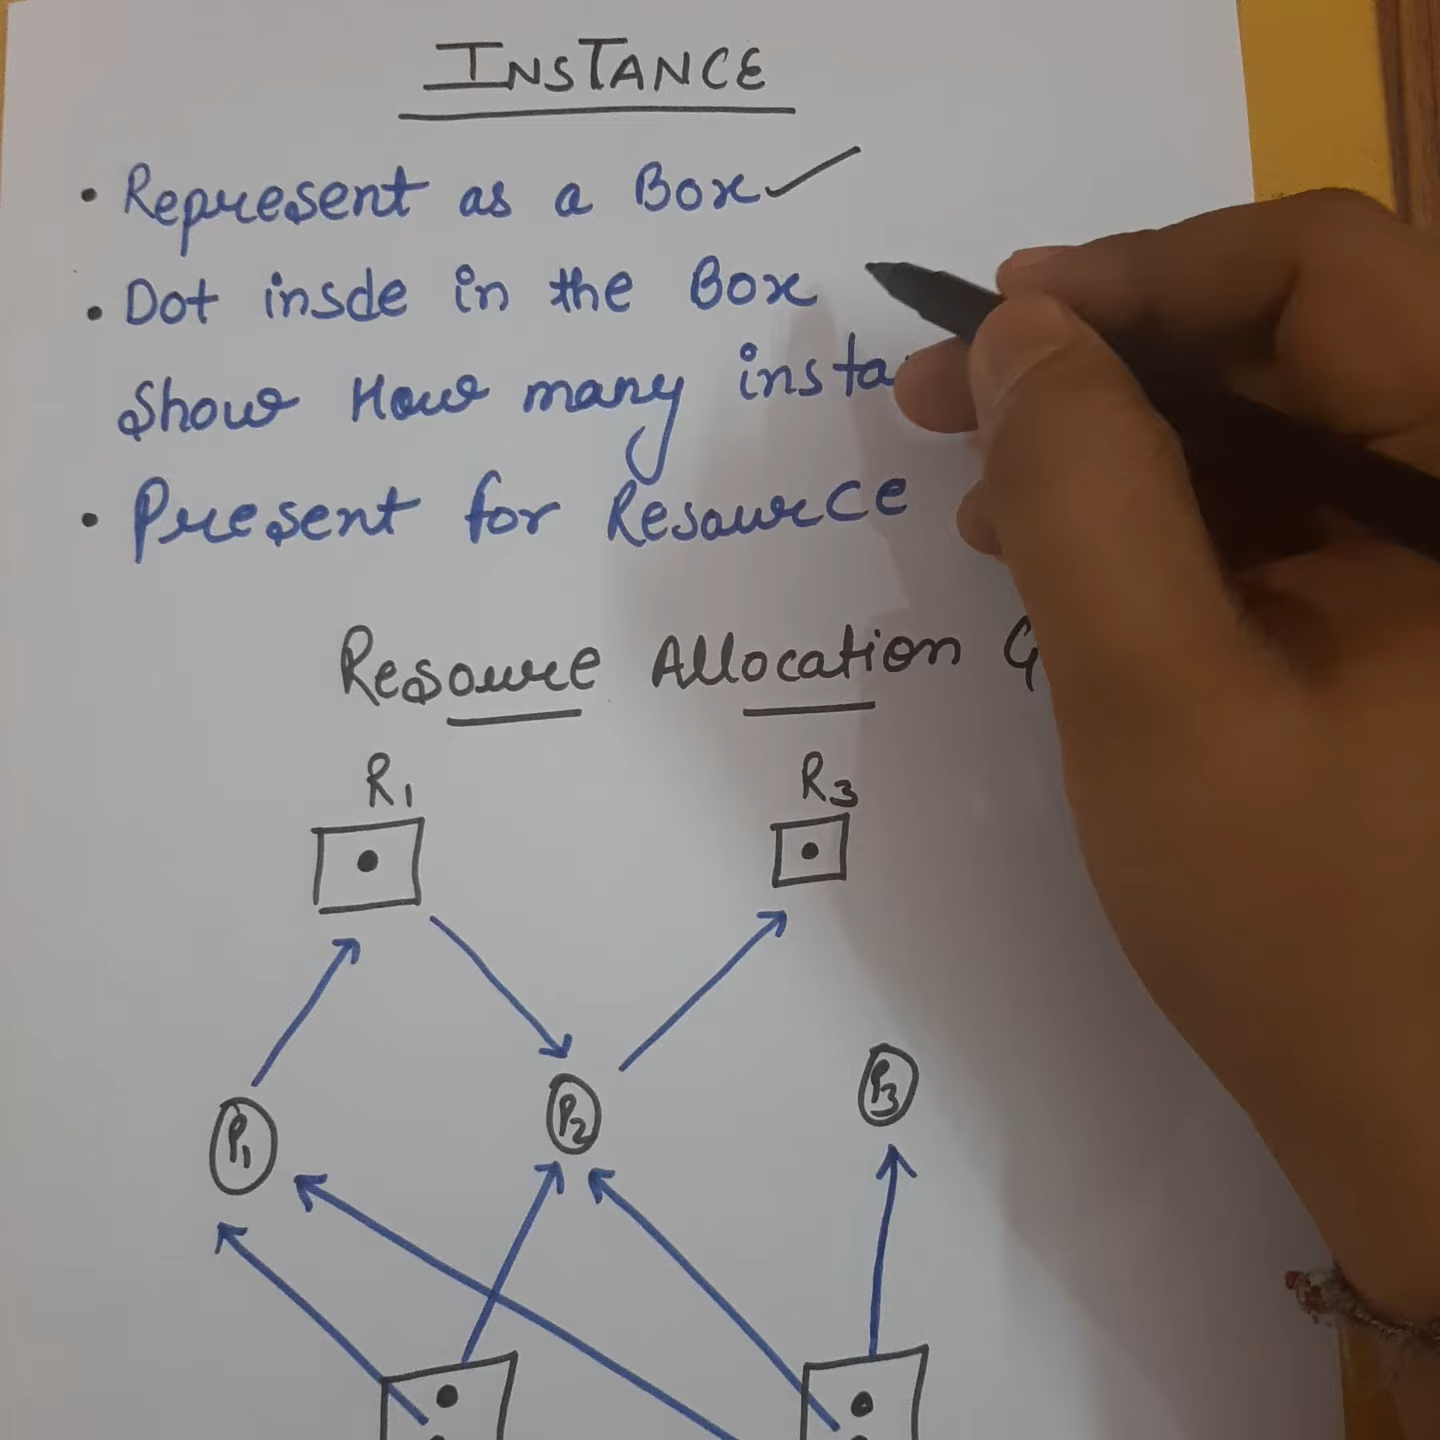 INSTANCE
• Represent as a Box
• Dot insde in the Box
Show How many
• Present for Resource
Resource Allocation
R1 R3
P1 P2 P3